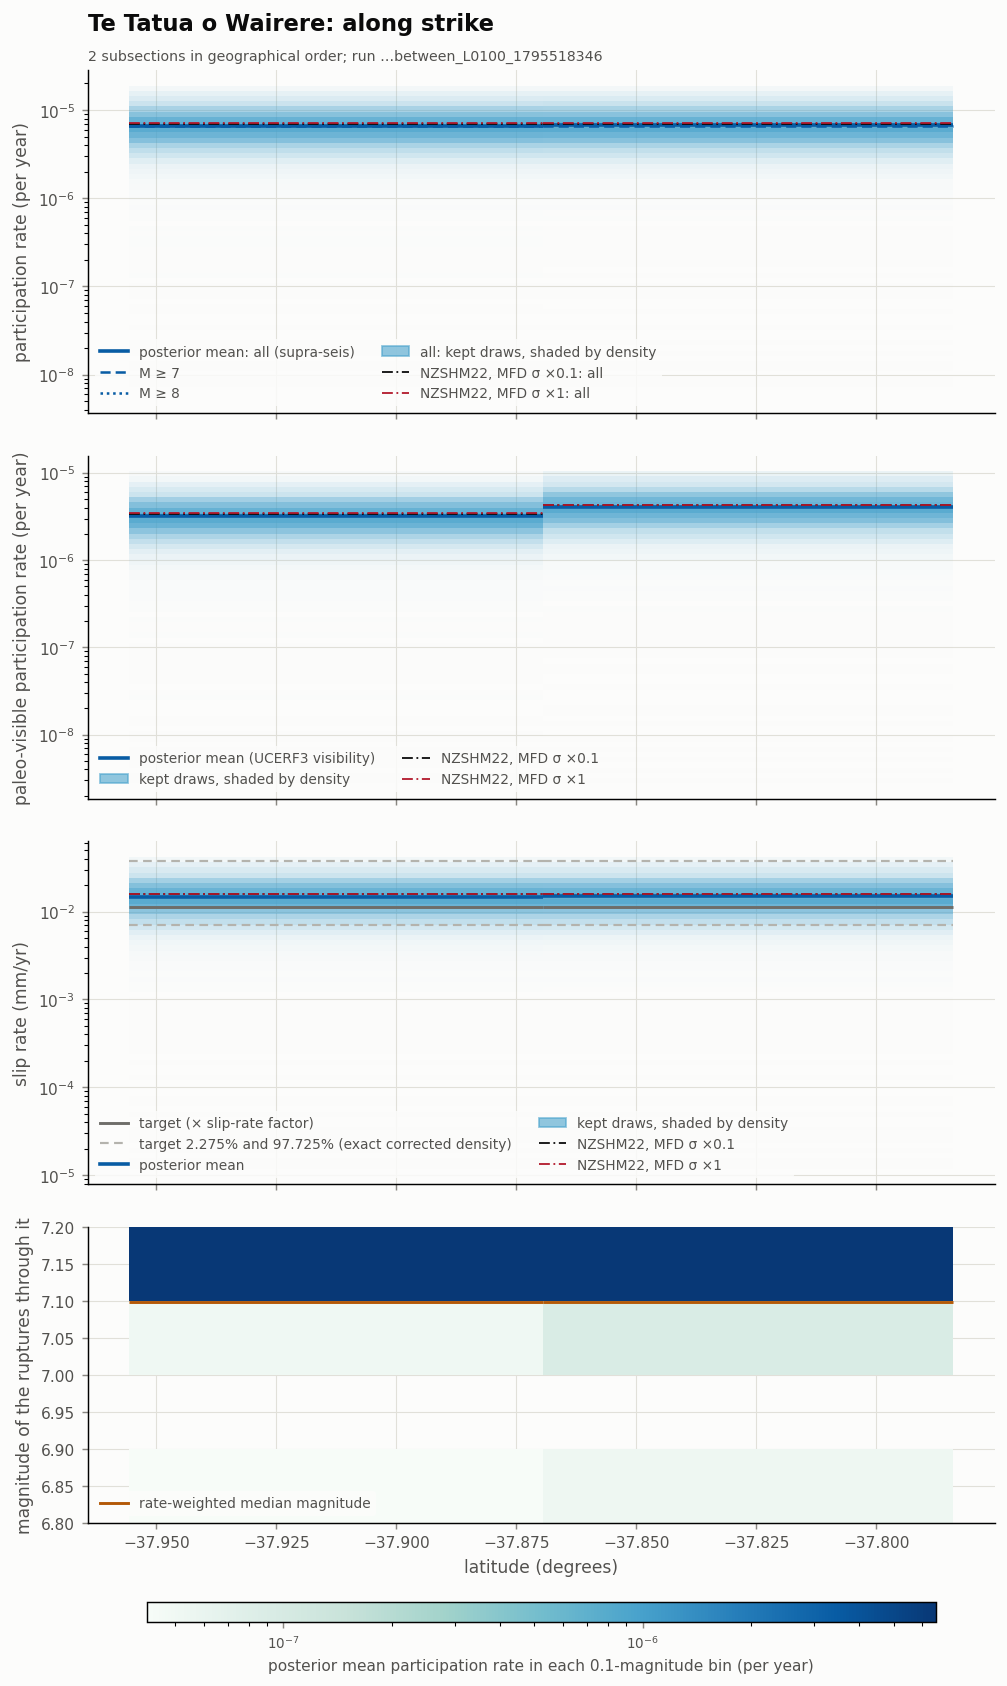 Te Tatua o Wairere: along strike
2 subsections in geographical order; run ...between_L0100_1795518346
participation rate (per year)
10⁻⁵
10⁻⁶
10⁻⁷
10⁻⁸
posterior mean: all (supra-seis)
M ≥ 7
M ≥ 8
all: kept draws, shaded by density
NZSHM22, MFD σ ×0.1: all
NZSHM22, MFD σ ×1: all
paleo-visible participation rate (per year)
10⁻⁵
10⁻⁶
10⁻⁷
10⁻⁸
posterior mean (UCERF3 visibility)
kept draws, shaded by density
NZSHM22, MFD σ ×0.1
NZSHM22, MFD σ ×1
slip rate (mm/yr)
10⁻²
10⁻³
10⁻⁴
10⁻⁵
target (× slip-rate factor)
target 2.275% and 97.725% (exact corrected density)
posterior mean
kept draws, shaded by density
NZSHM22, MFD σ ×0.1
NZSHM22, MFD σ ×1
magnitude of the ruptures through it
7.20
7.15
7.10
7.05
7.00
6.95
6.90
6.85
6.80
rate-weighted median magnitude
−37.950 −37.925 −37.900 −37.875 −37.850 −37.825 −37.800
latitude (degrees)
10⁻⁷ 10⁻⁶
posterior mean participation rate in each 0.1-magnitude bin (per year)